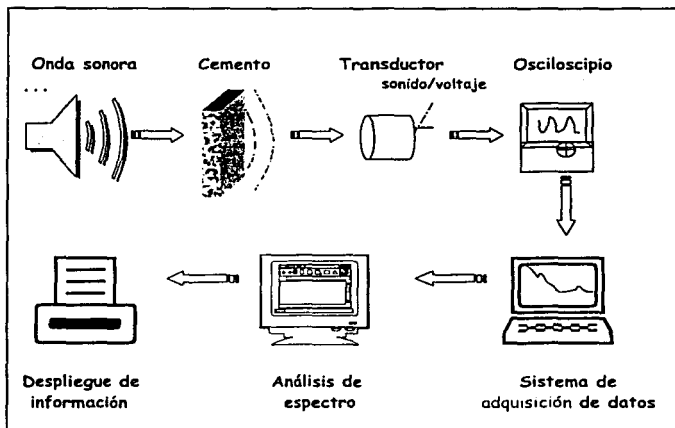 Onda sonora
Cemento
Transductor
sonido/voltaje
Osciloscipio
...
Despliegue de
información
Análisis de
espectro
Sistema de
adquisición de datos